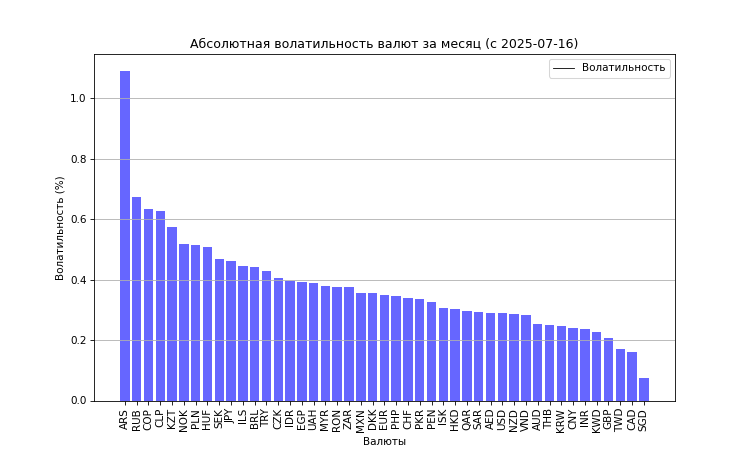 Абсолютная волатильность валют за месяц (с 2025-07-16)
Волатильность
Волатильность (%)
1.0
0.8
0.6
0.4
0.2
0.0
ARS RUB COP CLP KZT NOK PLN HUF SEK JPY ILS BRL TRY CZK IDR EGP UAH MYR RON ZAR MXN DKK EUR PHP CHF PKR PEN ISK HKD QAR SAR AED USD NZD VND AUD THB KRW CNY INR KWD GBP TWD CAD SGD
Валюты